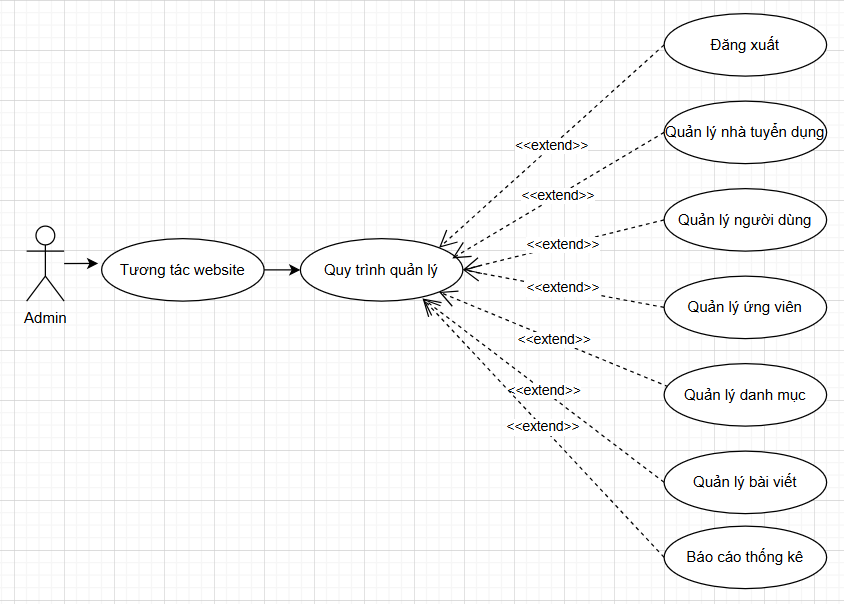 Đăng xuất
<<extend>>
Quản lý nhà tuyển dụng
<<extend>>
Quản lý người dùng
<<extend>>
Tương tác website
Quy trình quản lý
<<extend>>
Quản lý ứng viên
Admin
<<extend>>
Quản lý danh mục
<<extend>>
<<extend>>
Quản lý bài viết
Báo cáo thống kê